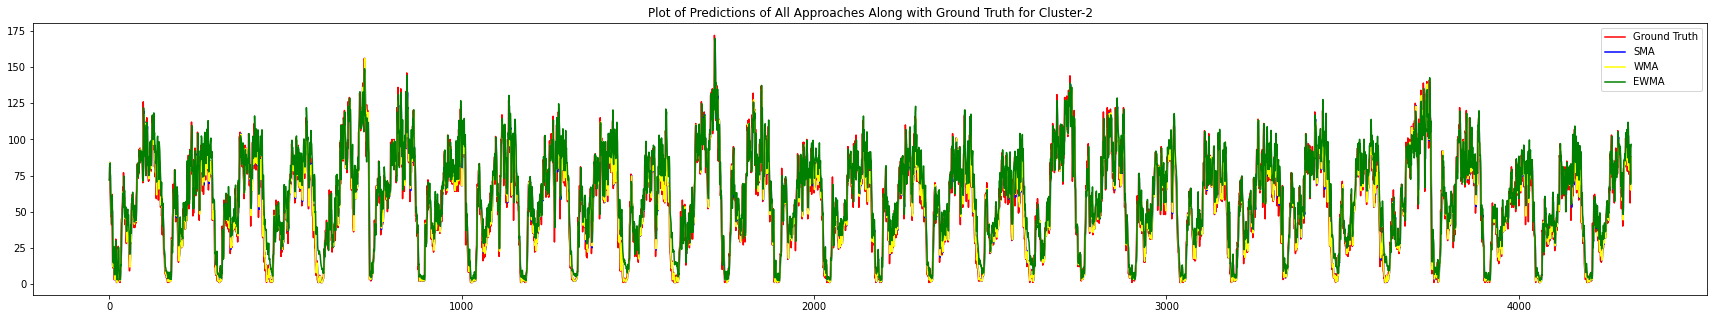 Plot of Predictions of All Approaches Along with Ground Truth for Cluster-2
175
150
125
100
75
50
25
0
0 1000 2000 3000 4000
Ground Truth
SMA
WMA
EWMA